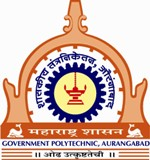 शासकीय तंत्रनिकेतन, औरंगाबाद
महाराष्ट्र शासन
GOVERNMENT POLYTECHNIC, AURANGABAD
॥ ओढ उत्कृष्टतेची ॥